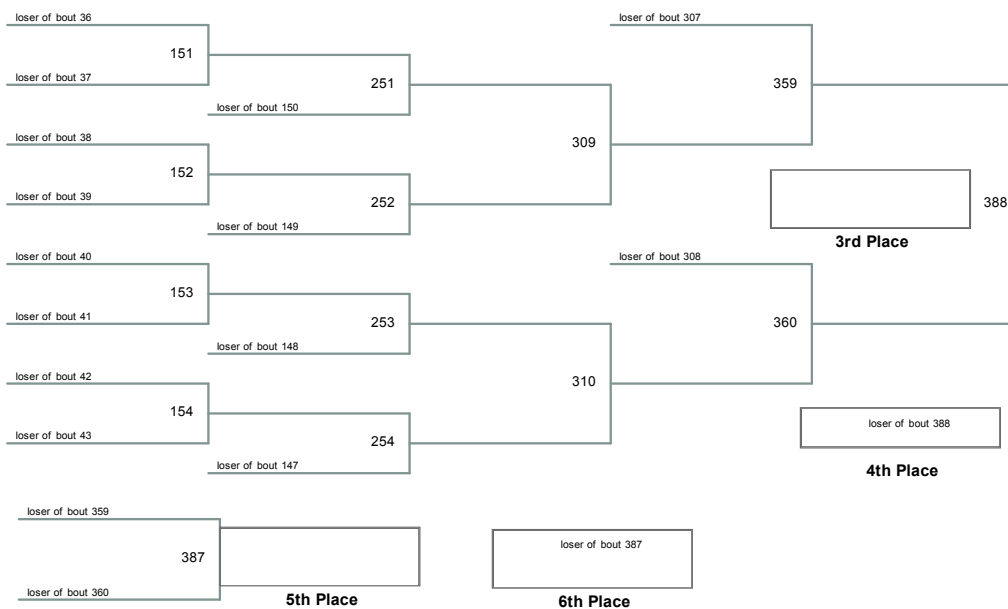 loser of bout 36
loser of bout 307
151
loser of bout 37
251
359
loser of bout 150
loser of bout 38
309
152
loser of bout 39
252
388
loser of bout 149
3rd Place
loser of bout 40
loser of bout 308
153
loser of bout 41
253
360
loser of bout 148
loser of bout 42
310
154
loser of bout 43
254
loser of bout 388
loser of bout 147
4th Place
loser of bout 359
387
loser of bout 387
loser of bout 360
5th Place
6th Place